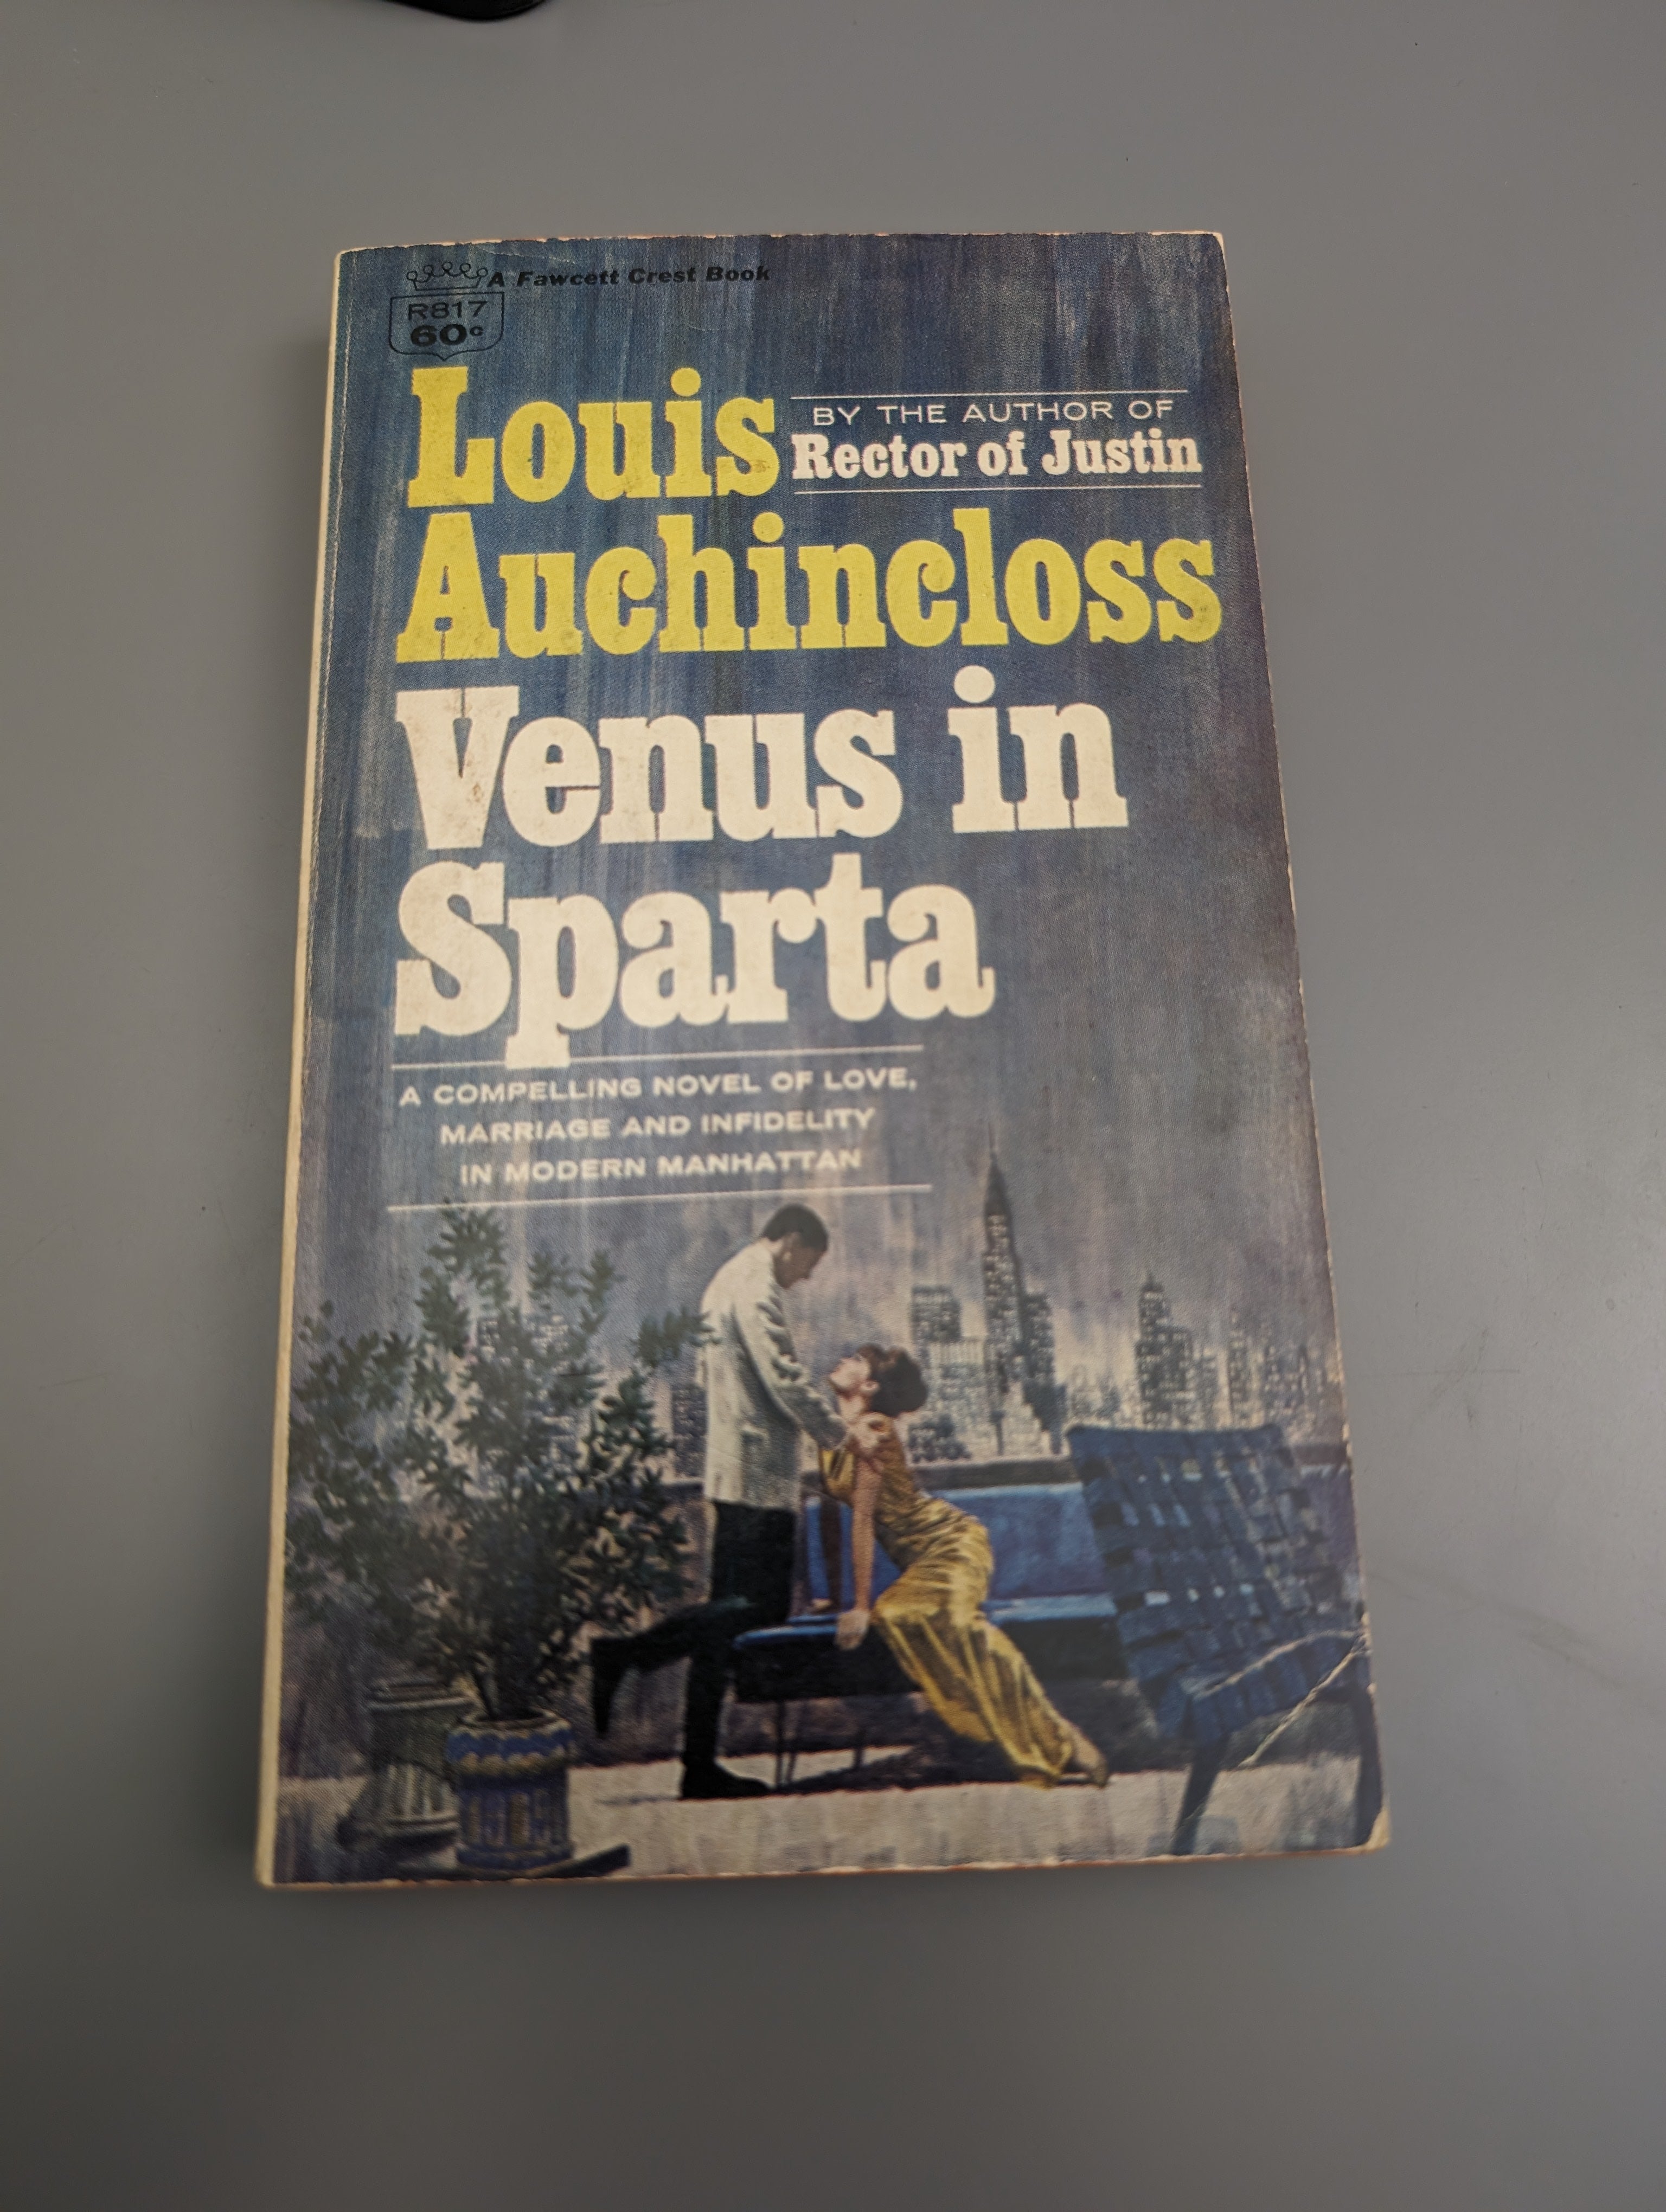 A Fawcett Crest Book
R817
60c
Louis
BY THE AUTHOR OF
Rector of Justin
Auchincloss
Venus in
Sparta
A COMPELLING NOVEL OF LOVE,
MARRIAGE AND INFIDELITY
IN MODERN MANHATTAN